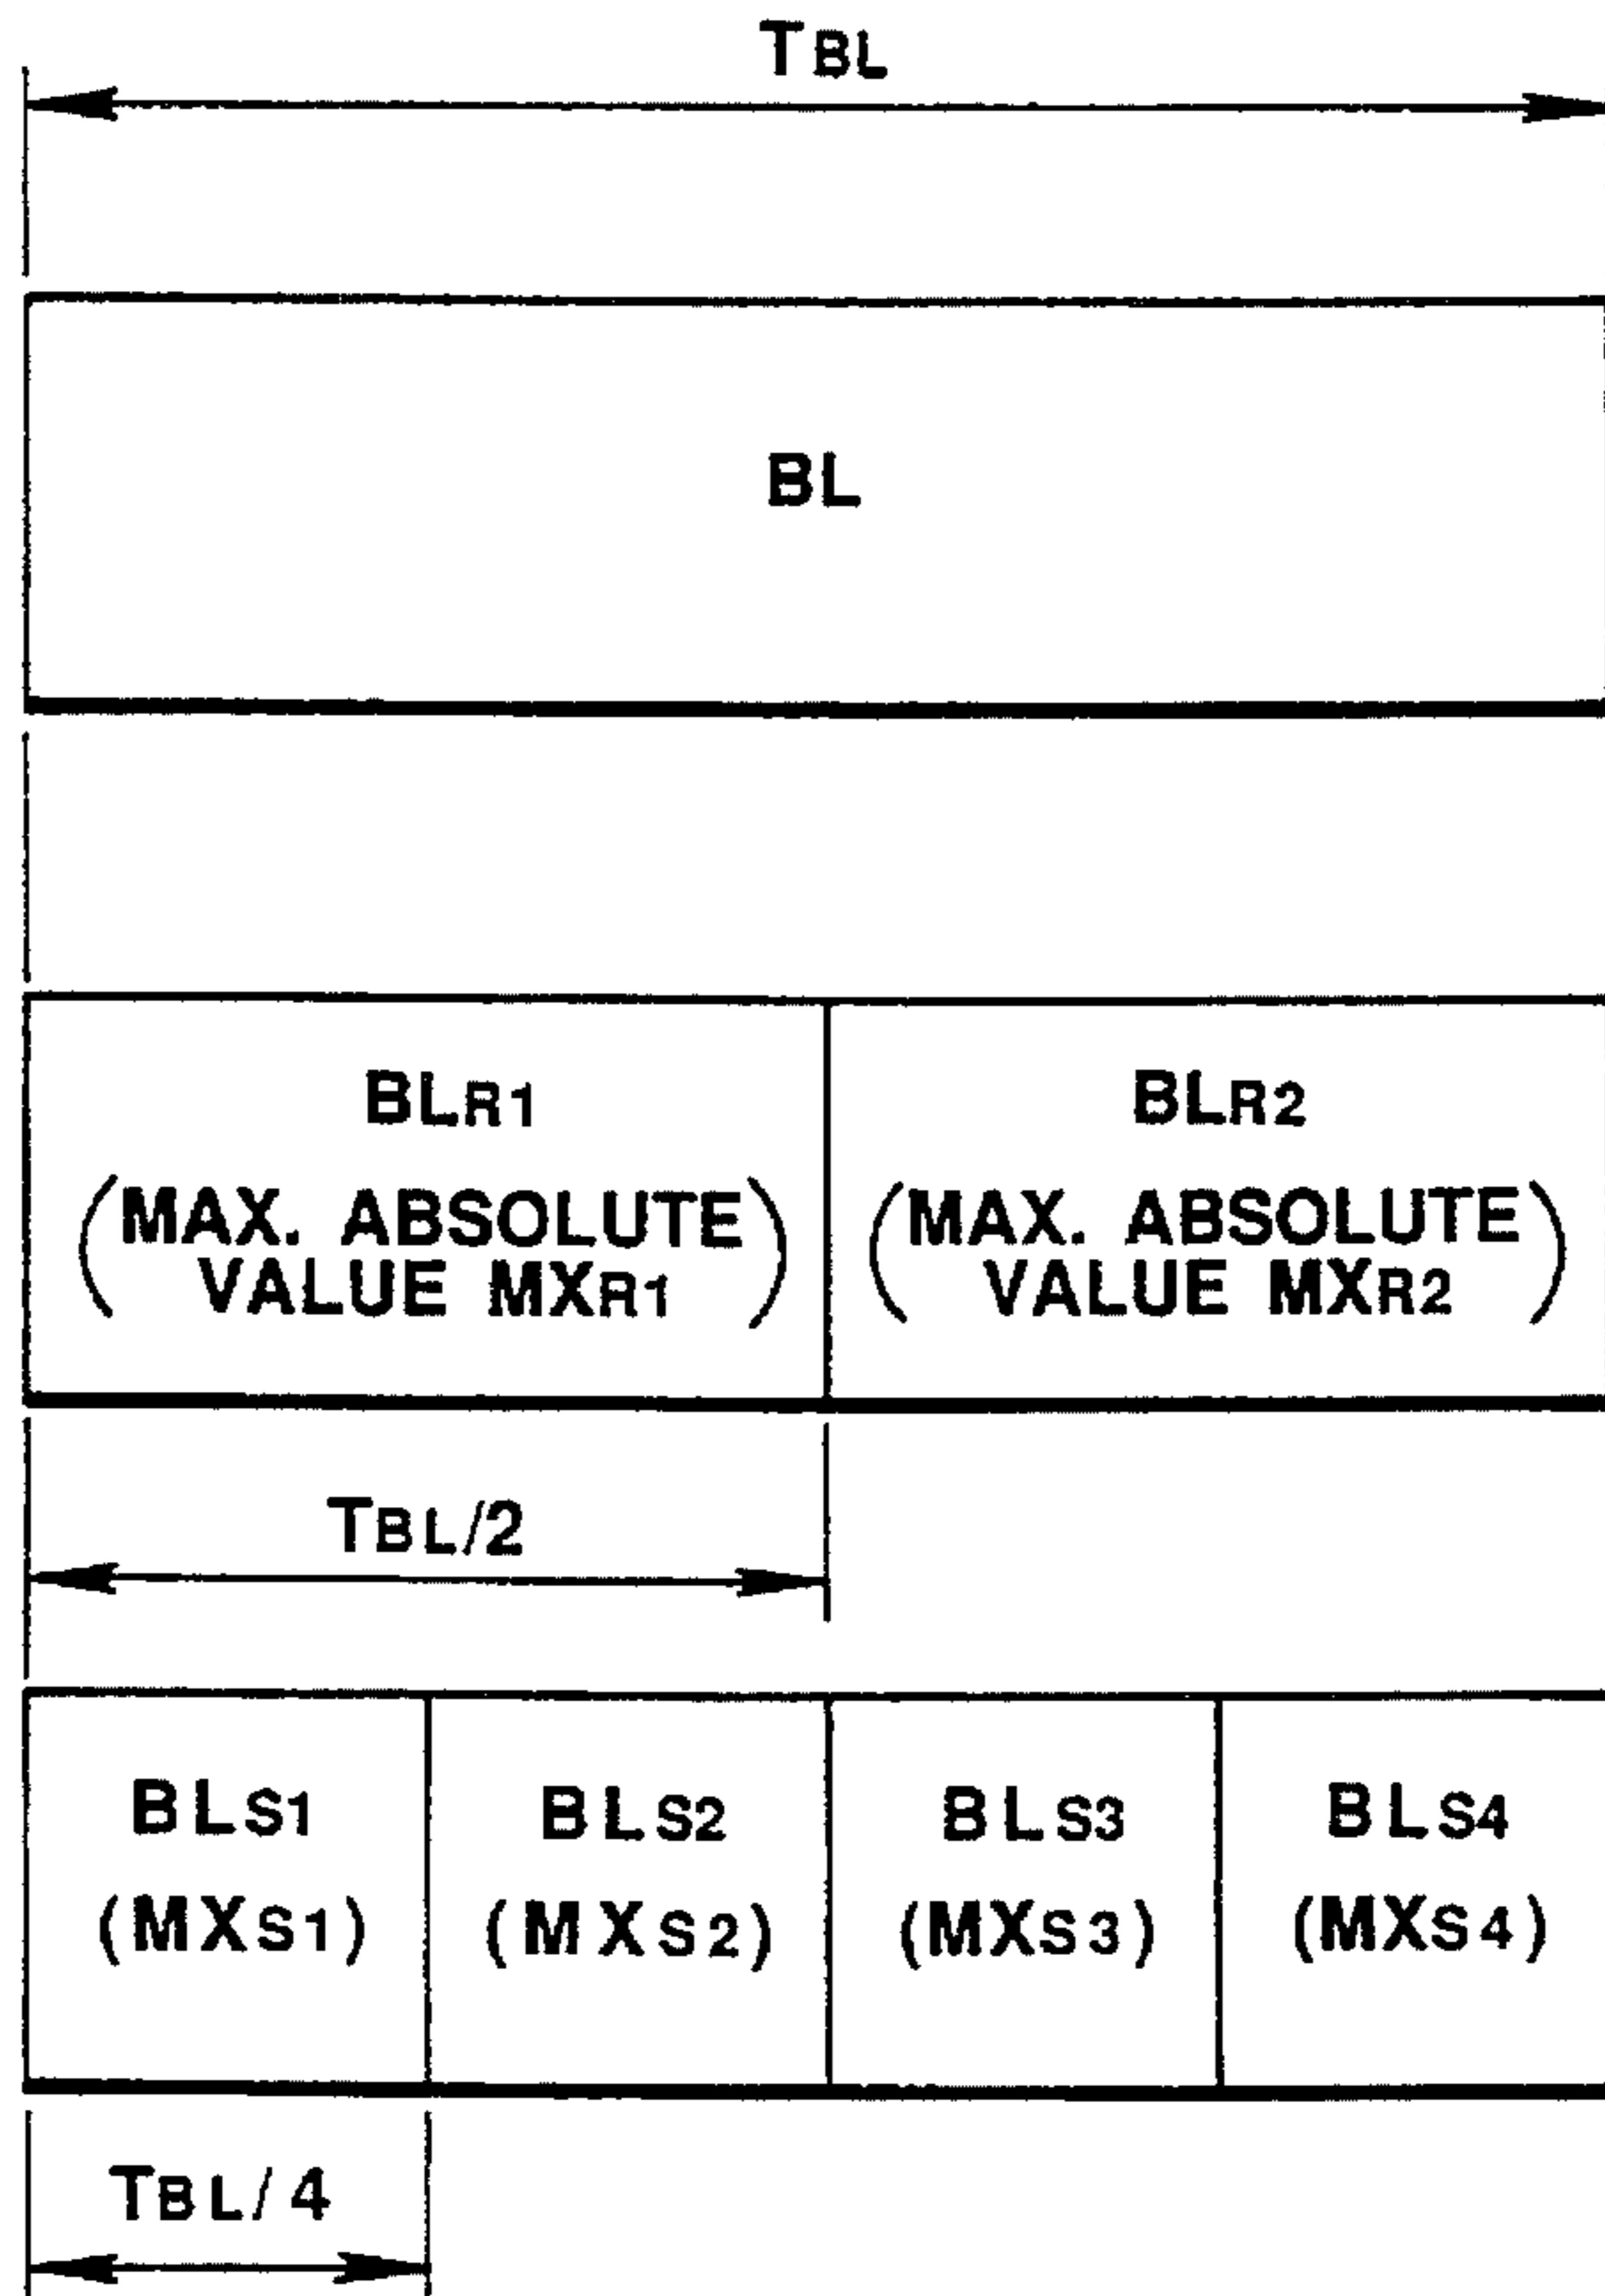 TBL
BL
BLR1 BLR2
(MAX. ABSOLUTE VALUE MXR1) (MAX. ABSOLUTE VALUE MXR2)
TBL/2
BLS1 BLS2 BLS3 BLS4
(MXS1) (MXS2) (MXS3) (MXS4)
TBL/4